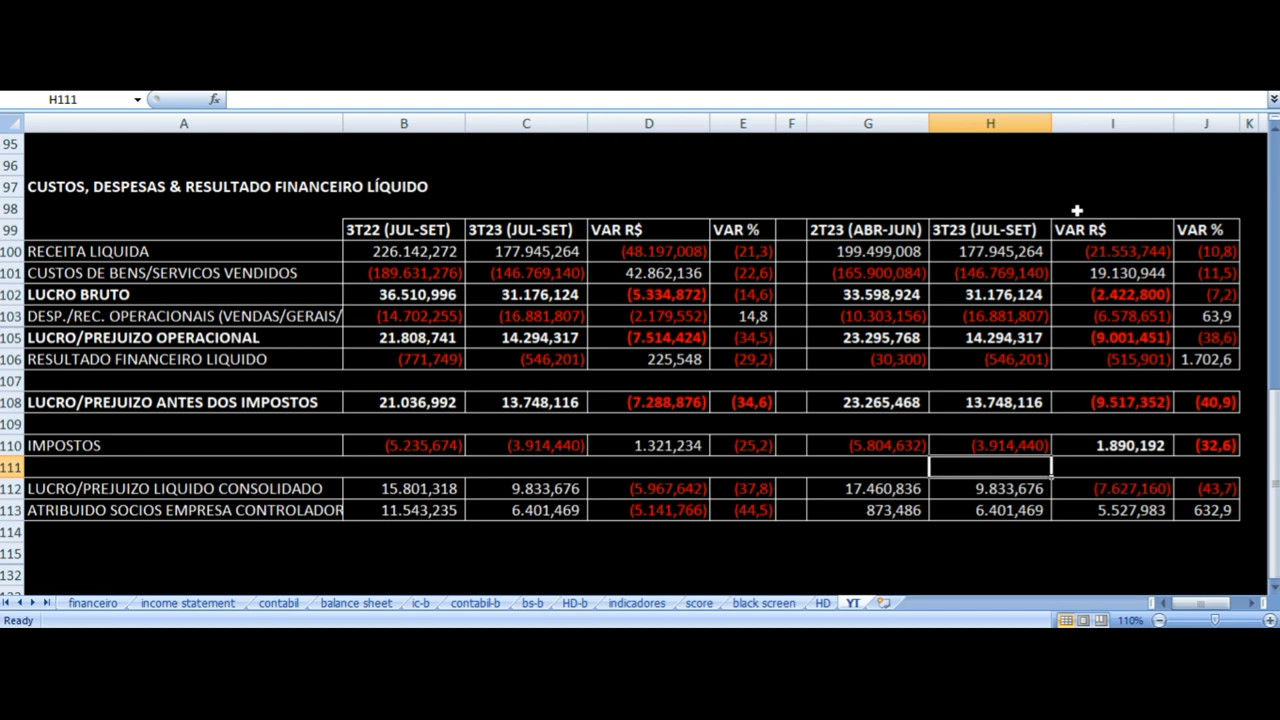 H111 fx
A B C D E F G H I J K
95
96
97 CUSTOS, DESPESAS & RESULTADO FINANCEIRO LÍQUIDO
98
99 3T22 (JUL-SET) 3T23 (JUL-SET) VAR R$ VAR % 2T23 (ABR-JUN) 3T23 (JUL-SET) VAR R$ VAR %
100 RECEITA LIQUIDA 226.142,272 177.945,264 (48.197,008) (21,3) 199.499,008 177.945,264 (21.553,744) (10,8)
101 CUSTOS DE BENS/SERVICOS VENDIDOS (189.631,276) (146.769,140) 42.862,136 (22,6) (165.900,084) (146.769,140) 19.130,944 (11,5)
102 LUCRO BRUTO 36.510,996 31.176,124 (5.334,872) (14,6) 33.598,924 31.176,124 (2.422,800) (7,2)
103 DESP./REC. OPERACIONAIS (VENDAS/GERAIS/ (14.702,255) (16.881,807) (2.179,552) 14,8 (10.303,156) (16.881,807) (6.578,651) 63,9
105 LUCRO/PREJUIZO OPERACIONAL 21.808,741 14.294,317 (7.514,424) (34,5) 23.295,768 14.294,317 (9.001,451) (38,6)
106 RESULTADO FINANCEIRO LIQUIDO (771,749) (546,201) 225,548 (29,2) (30,300) (546,201) (515,901) 1.702,6
107
108 LUCRO/PREJUIZO ANTES DOS IMPOSTOS 21.036,992 13.748,116 (7.288,876) (34,6) 23.265,468 13.748,116 (9.517,352) (40,9)
109
110 IMPOSTOS (5.235,674) (3.914,440) 1.321,234 (25,2) (5.804,632) (3.914,440) 1.890,192 (32,6)
111
112 LUCRO/PREJUIZO LIQUIDO CONSOLIDADO 15.801,318 9.833,676 (5.967,642) (37,8) 17.460,836 9.833,676 (7.627,160) (43,7)
113 ATRIBUIDO SOCIOS EMPRESA CONTROLADOR 11.543,235 6.401,469 (5.141,766) (44,5) 873,486 6.401,469 5.527,983 632,9
114
115
132
financeiro income statement contabil balance sheet ic-b contabil-b bs-b HD-b indicadores score black screen HD YT
Ready 110%